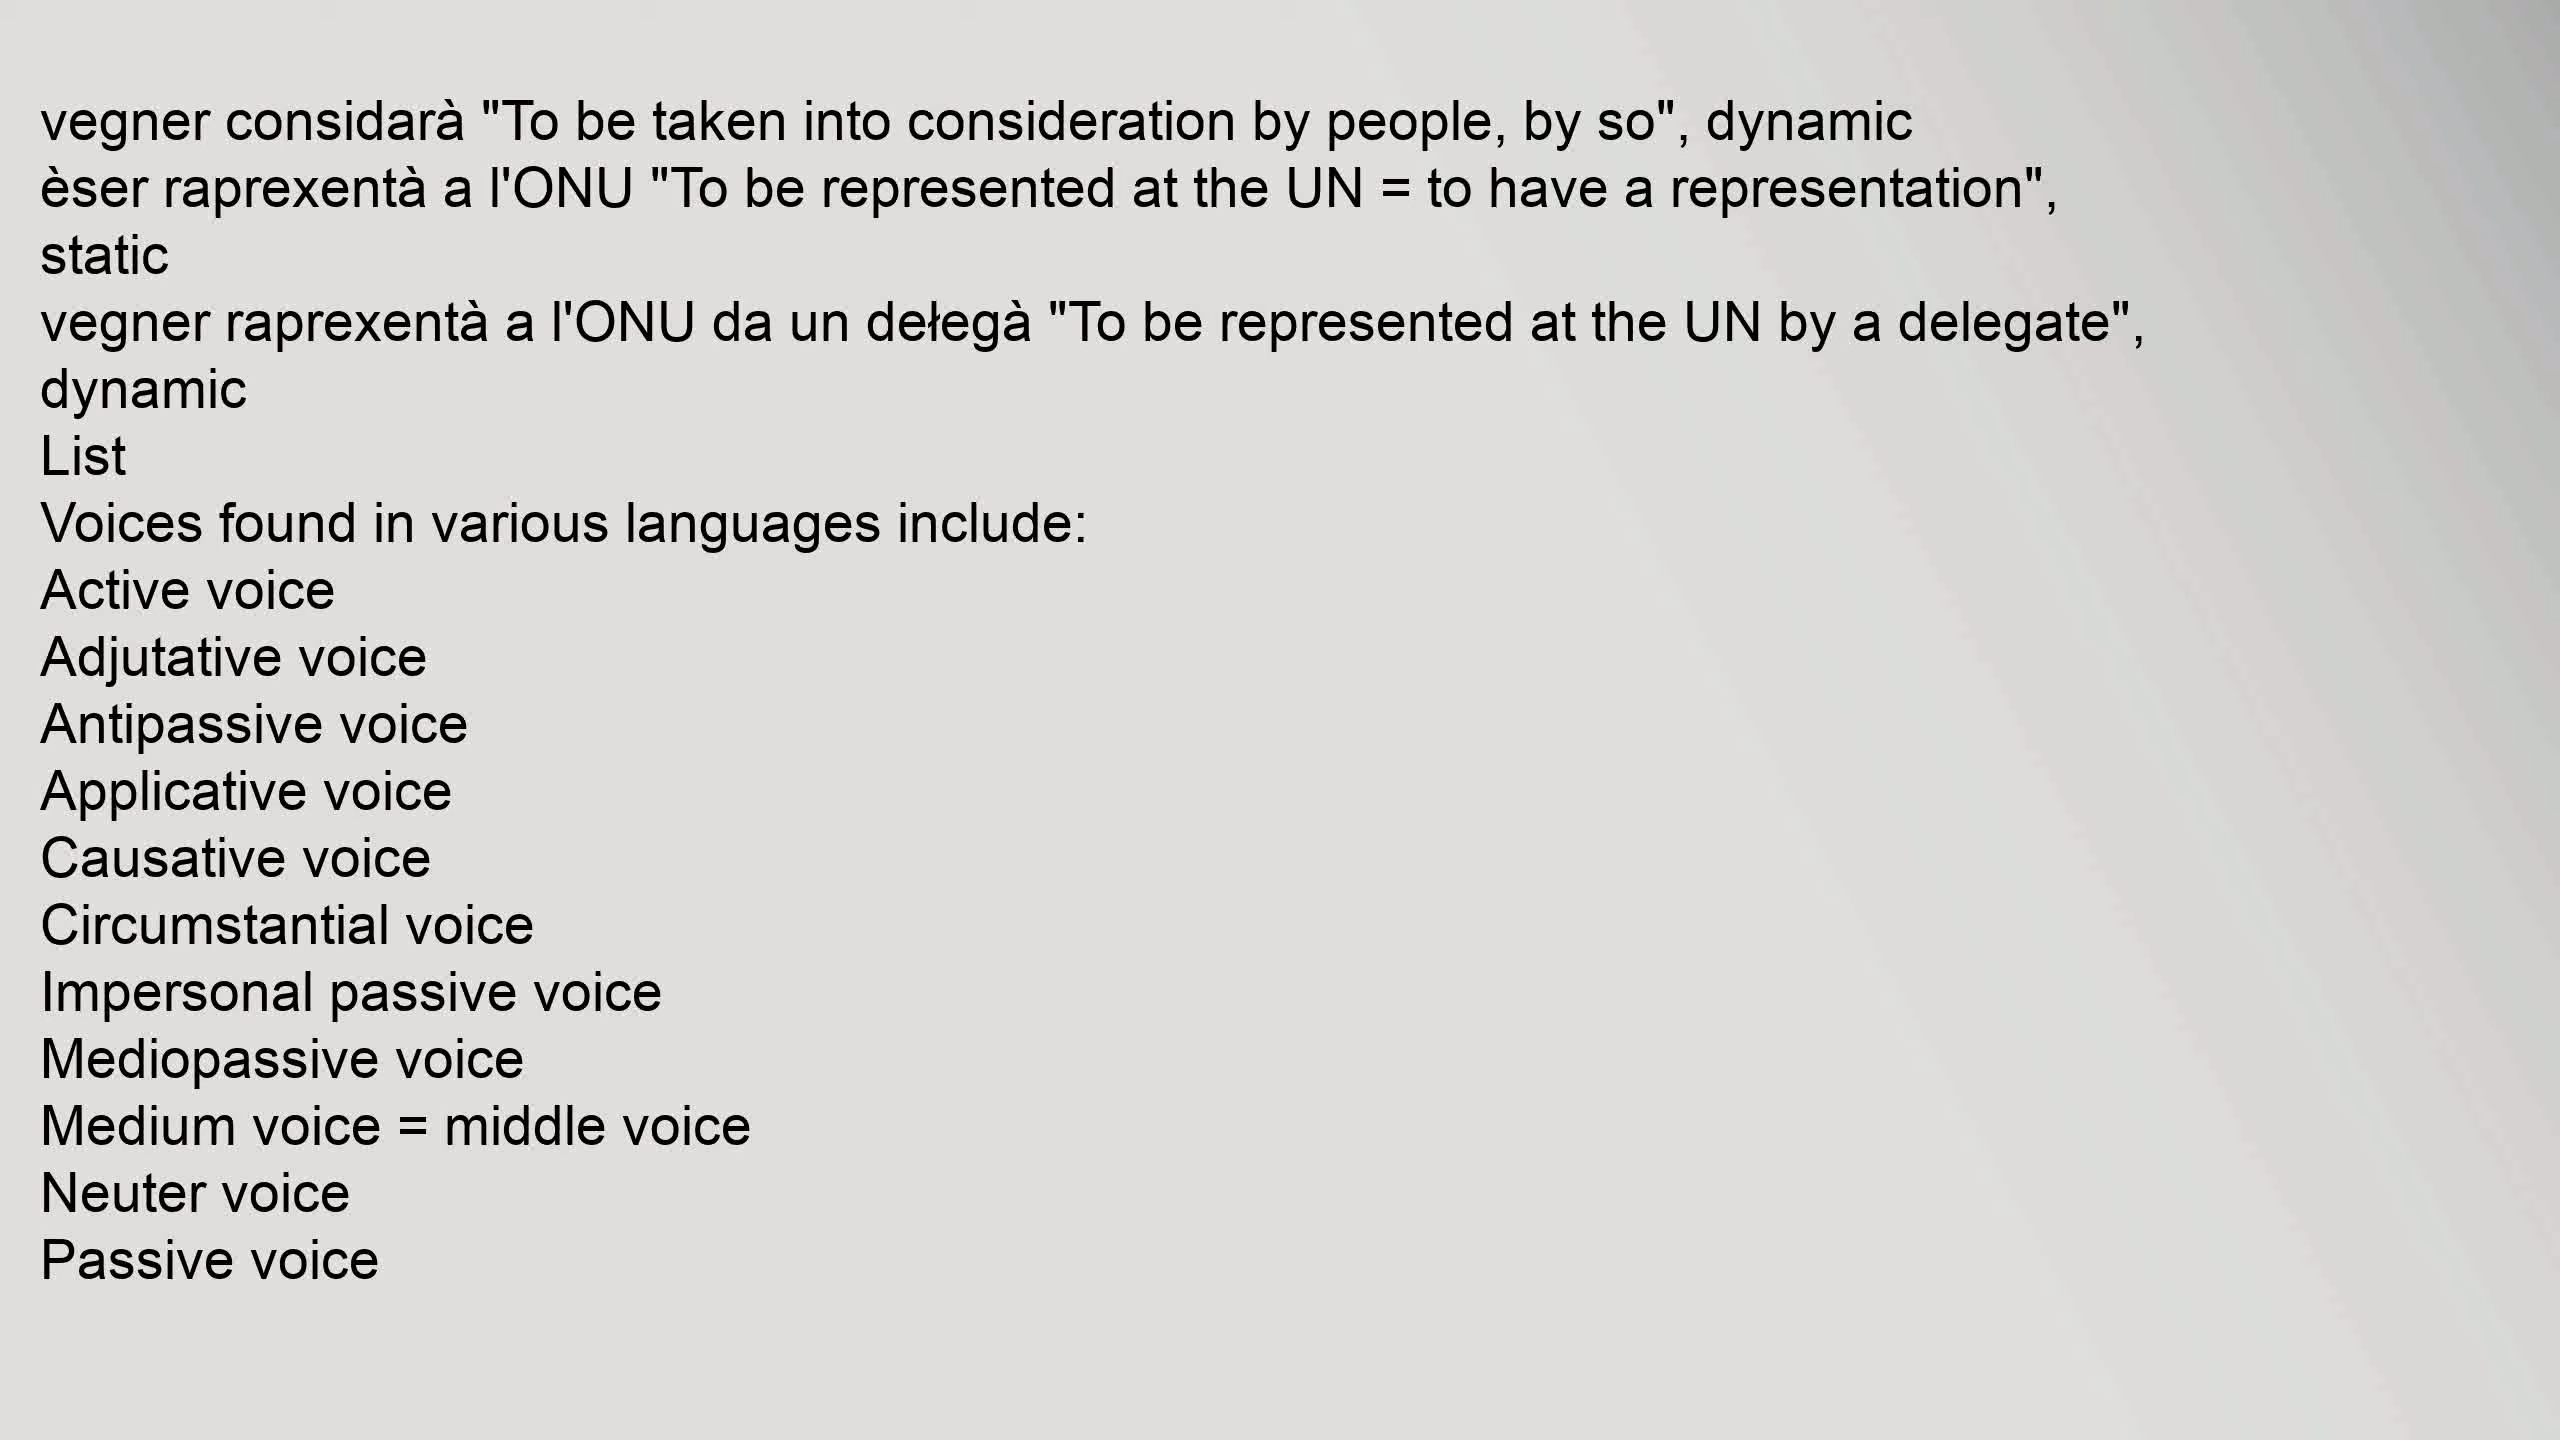 vegner considarà "To be taken into consideration by people, by so", dynamic
èser raprexentà a l'ONU "To be represented at the UN = to have a representation",
static
vegner raprexentà a l'ONU da un dełegà "To be represented at the UN by a delegate",
dynamic
List
Voices found in various languages include:
Active voice
Adjutative voice
Antipassive voice
Applicative voice
Causative voice
Circumstantial voice
Impersonal passive voice
Mediopassive voice
Medium voice = middle voice
Neuter voice
Passive voice